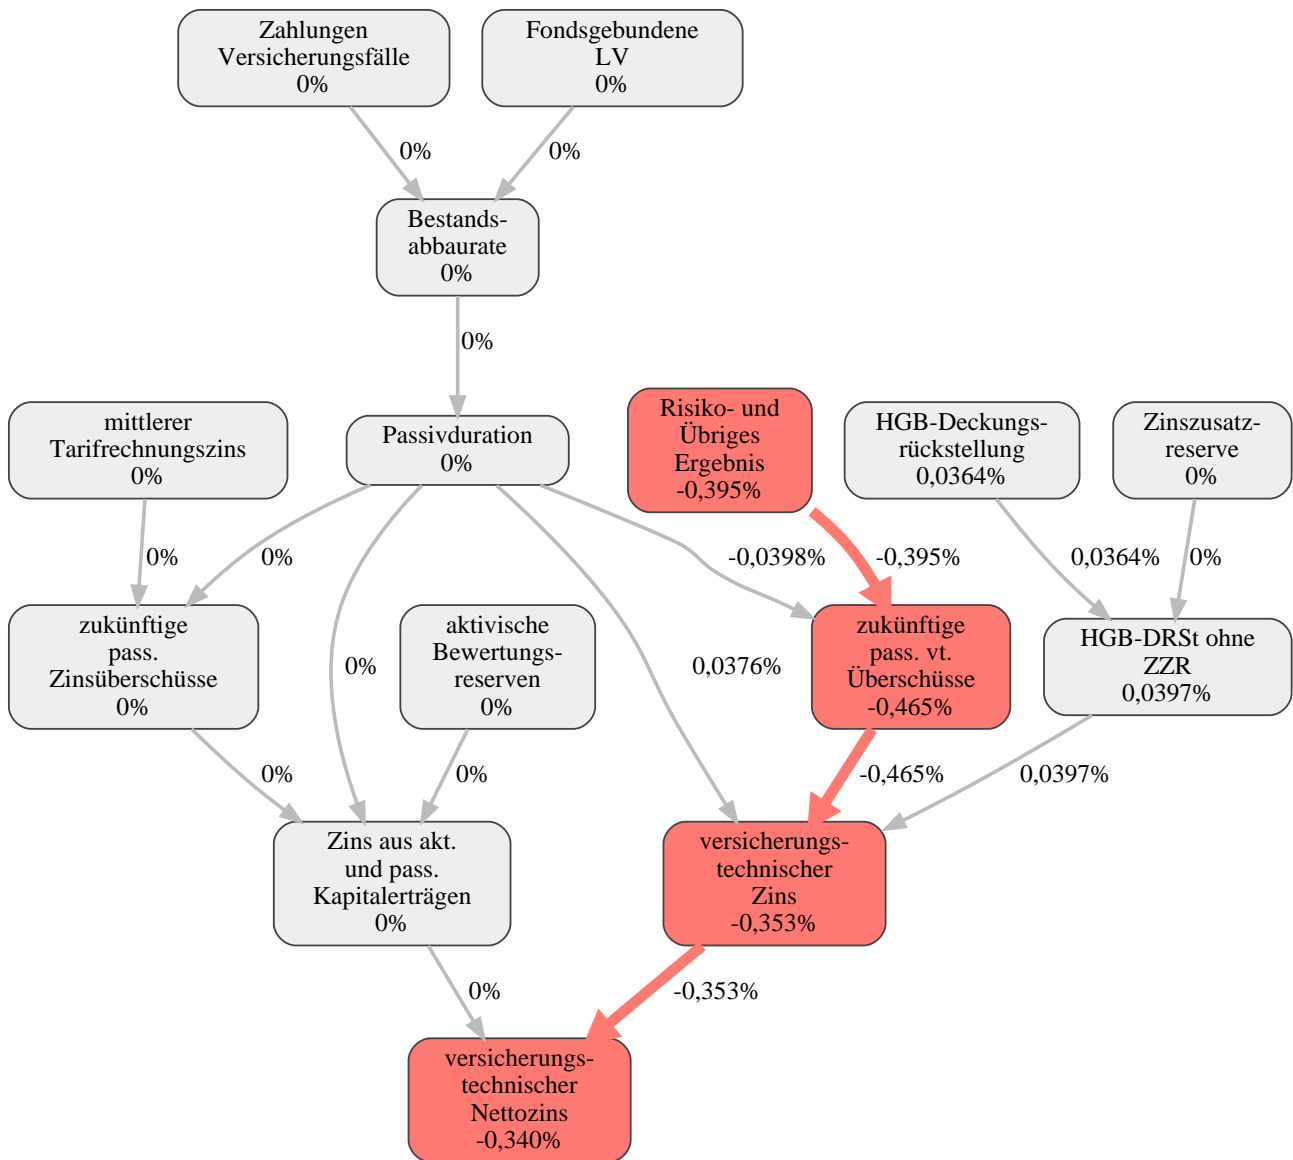 Zahlungen
Versicherungsfälle
0%
Fondsgebundene
LV
0%
0%
0%
Bestands-
abbaurate
0%
0%
mittlerer
Tarifrechnungszins
0%
Passivduration
0%
Risiko- und
Übriges
Ergebnis
-0,395%
HGB-Deckungs-
rückstellung
0,0364%
Zinszusatz-
reserve
0%
0%
0%
0%
0,0376%
-0,0398%
-0,395%
0,0364%
0%
zukünftige
pass.
Zinsüberschüsse
0%
aktivische
Bewertungs-
reserven
0%
zukünftige
pass. vt.
Überschüsse
-0,465%
HGB-DRSt ohne
ZZR
0,0397%
0%
0%
-0,465%
0,0397%
Zins aus akt.
und pass.
Kapitalerträgen
0%
versicherungs-
technischer
Zins
-0,353%
0%
-0,353%
versicherungs-
technischer
Nettozins
-0,340%